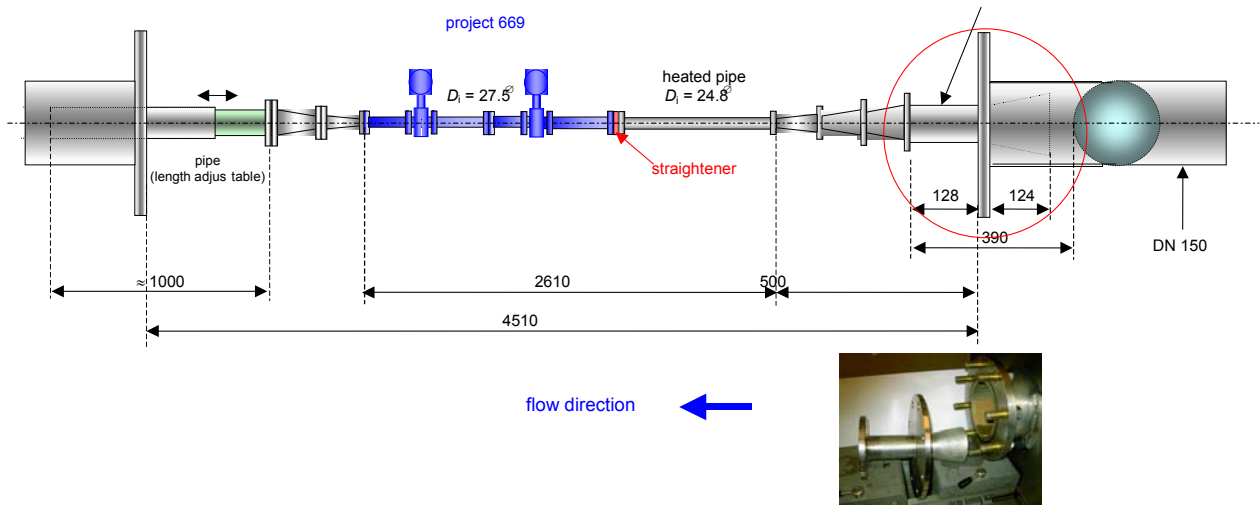 project 669
heated pipe
Di = 27.5⌀
Di = 24.8⌀
straightener
pipe
(length adjus table)
128
124
390
DN 150
≈ 1000
2610
500
4510
flow direction